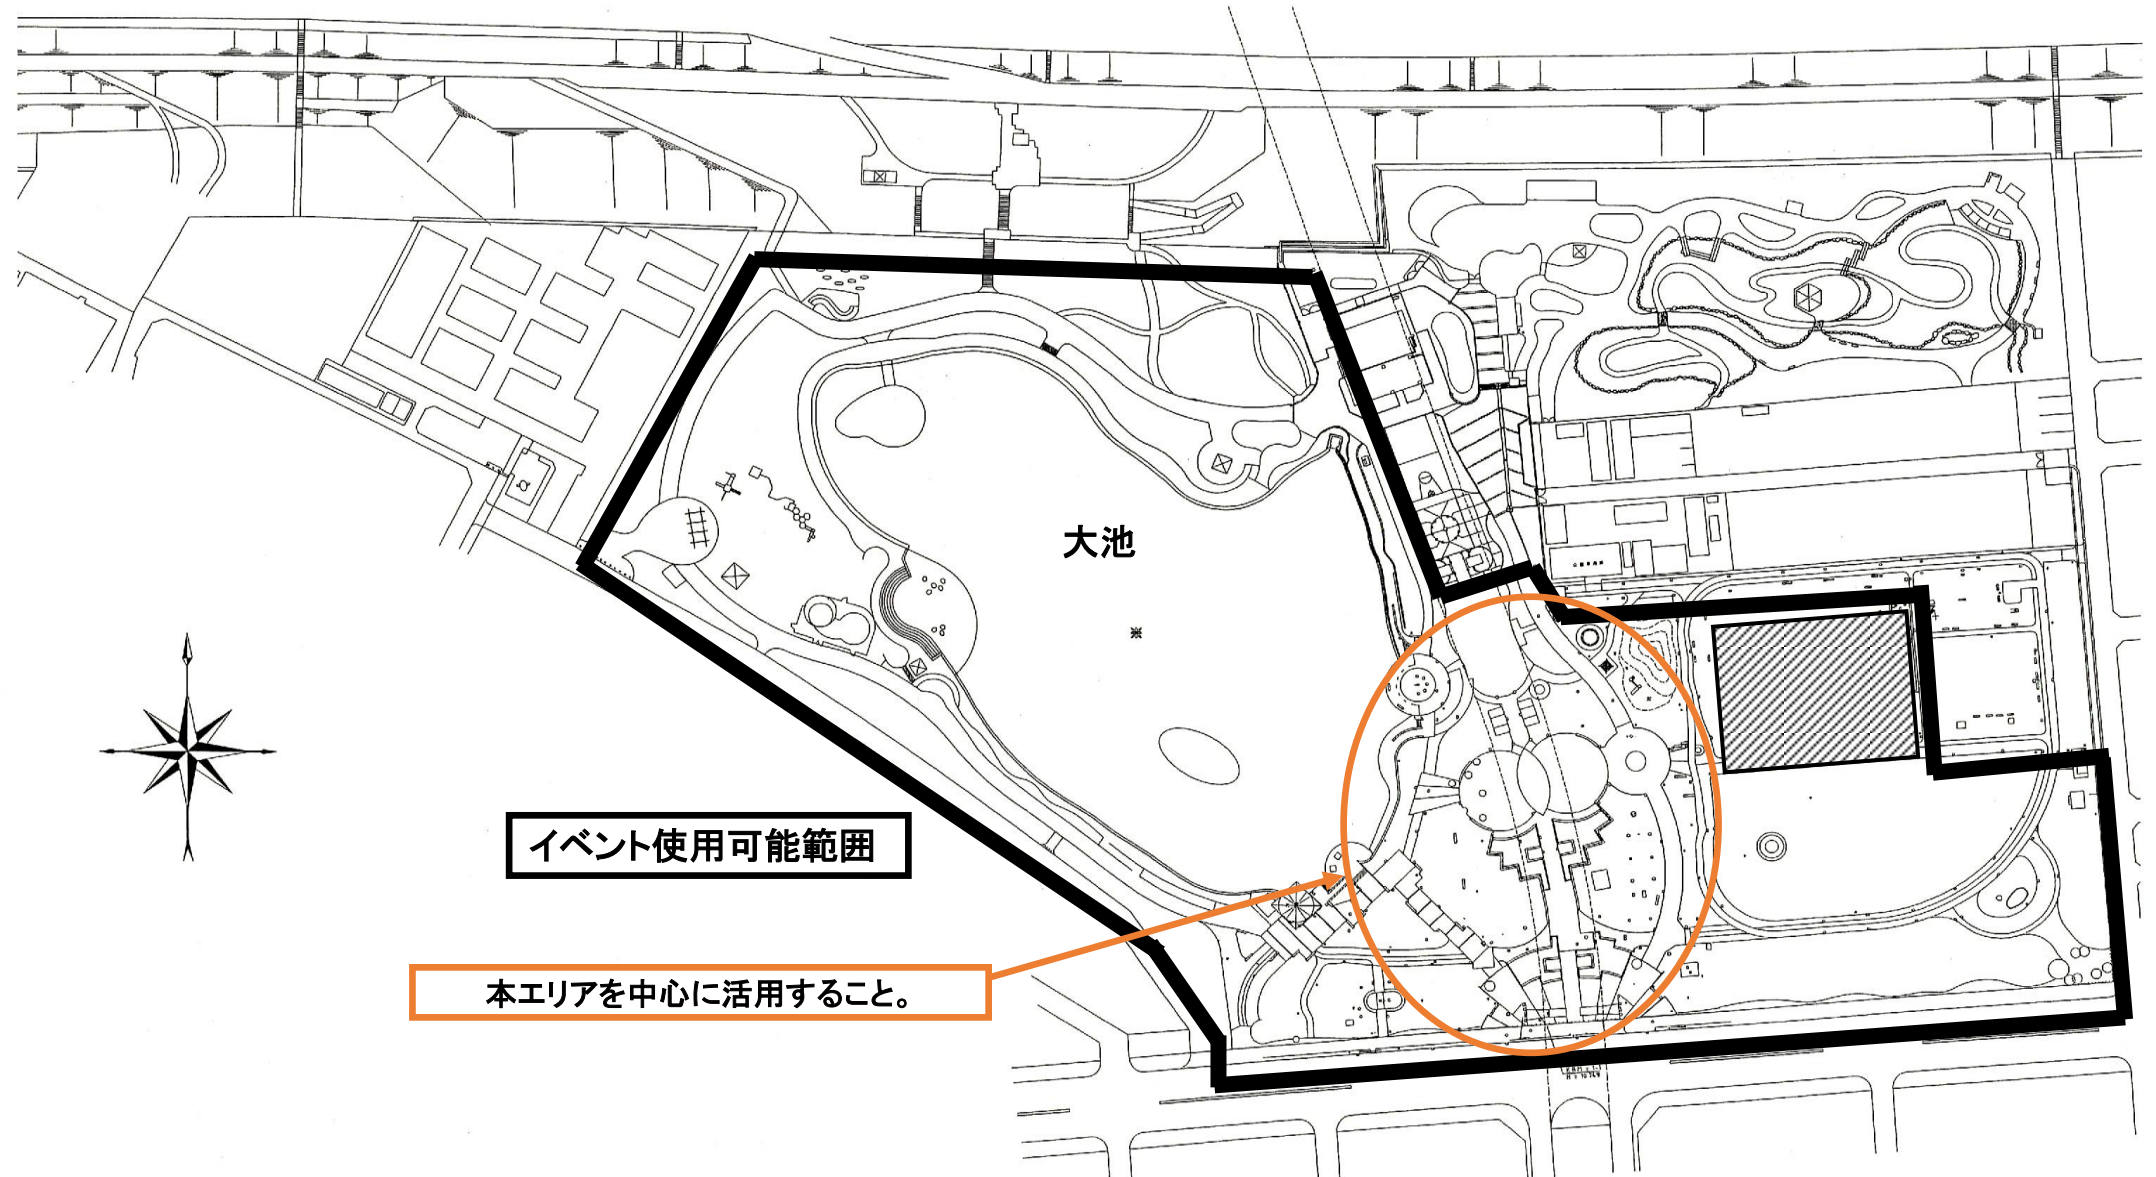 大池
イベント使用可能範囲
本エリアを中心に活用すること。